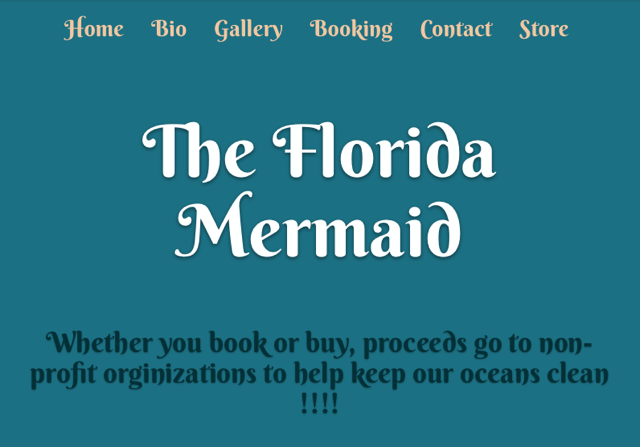 Home Bio Gallery Booking Contact Store
The Florida
Mermaid
Whether you book or buy, proceeds go to non-
profit orginizations to help keep our oceans clean
!!!!